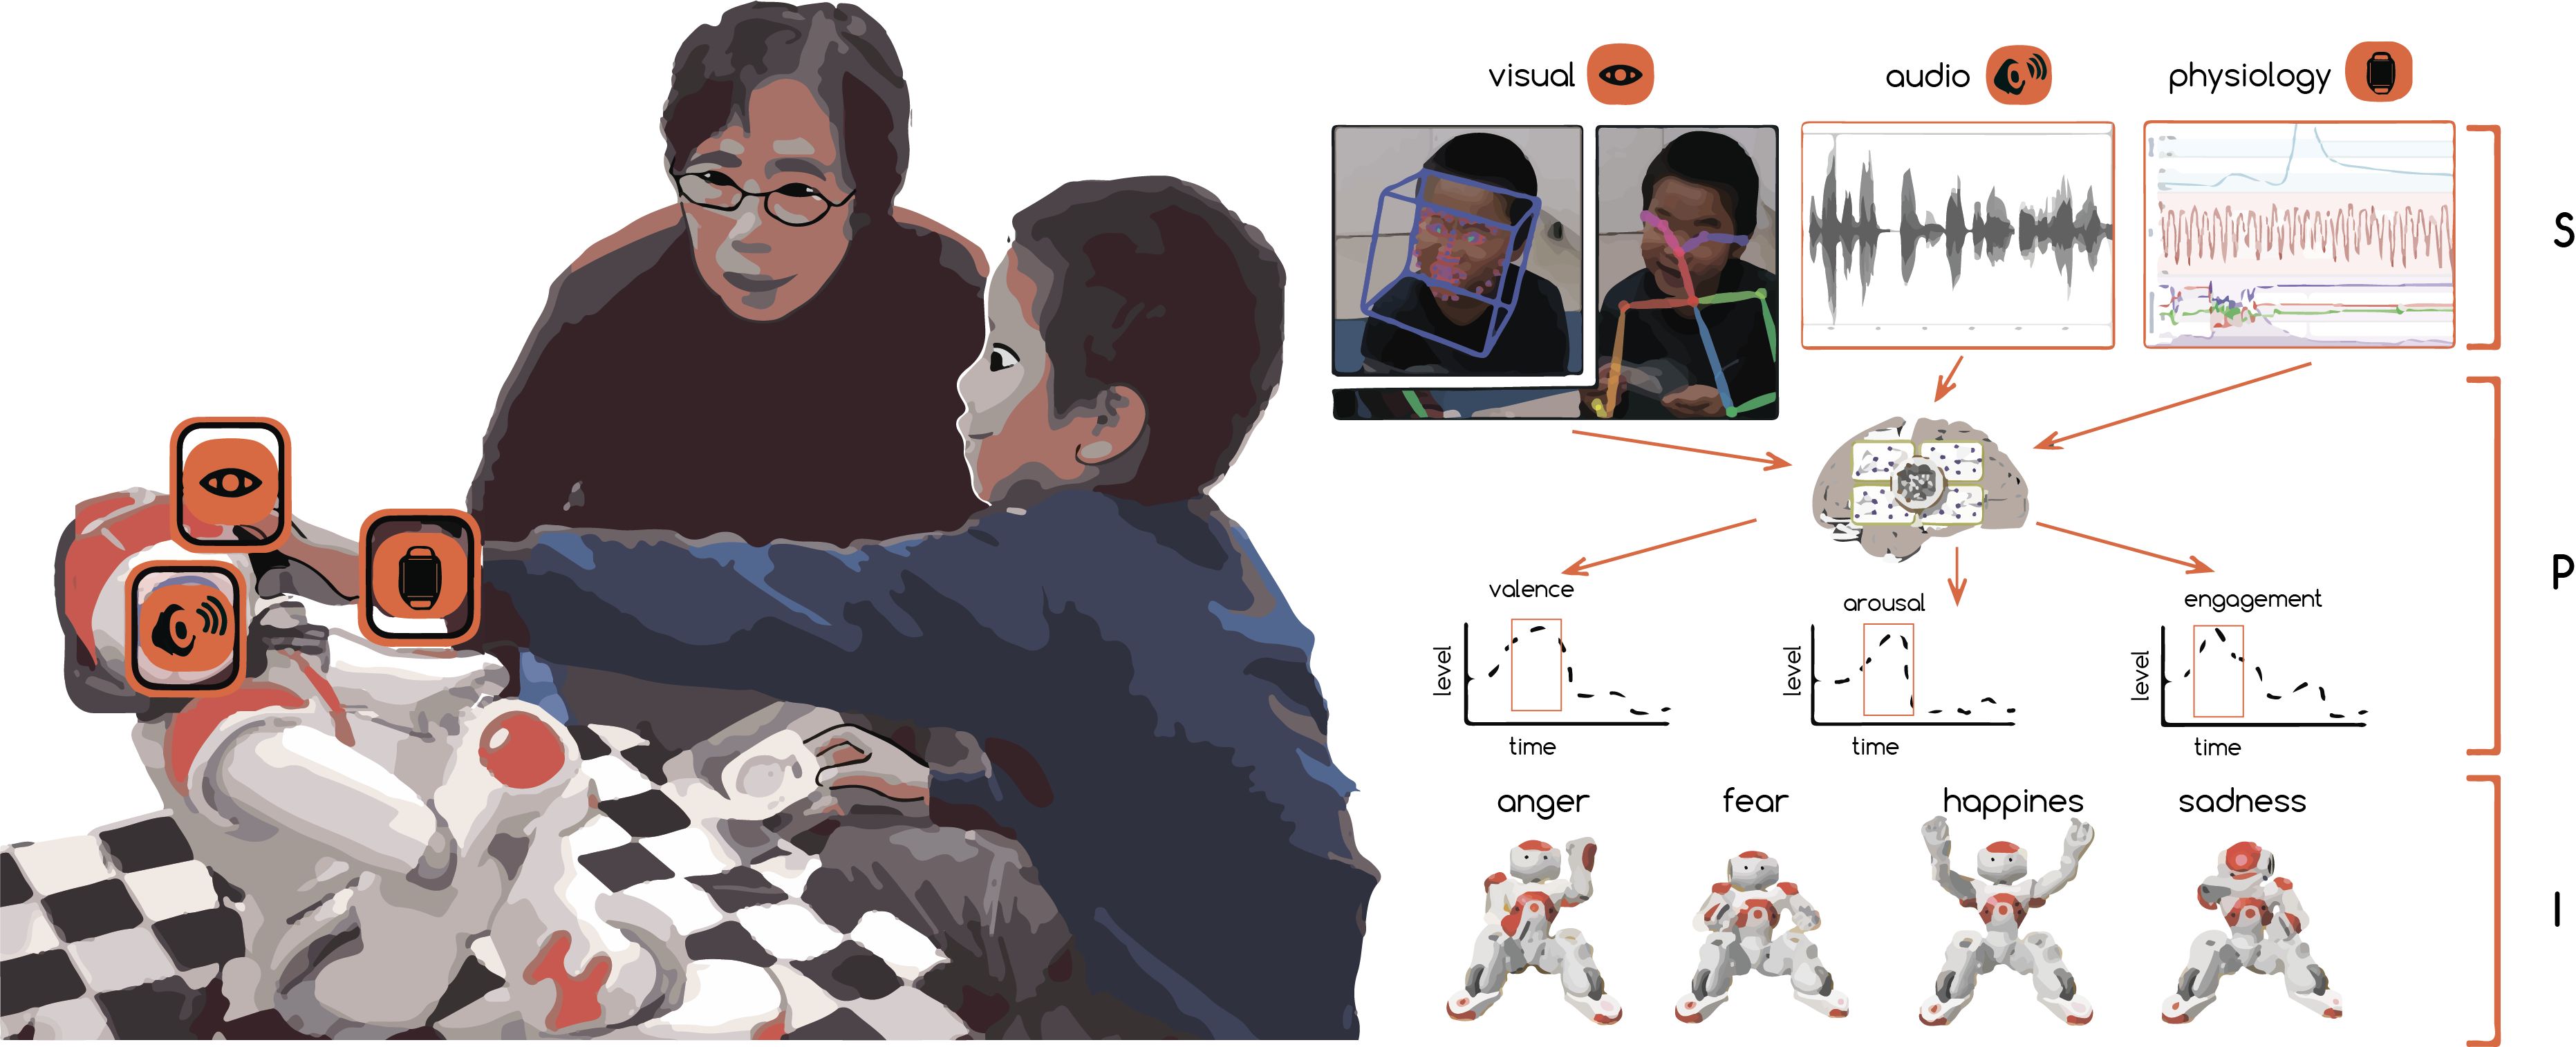 visual
audio
physiology
S
P
valence
arousal
engagement
level
level
level
time
time
time
anger
fear
happines
sadness
I